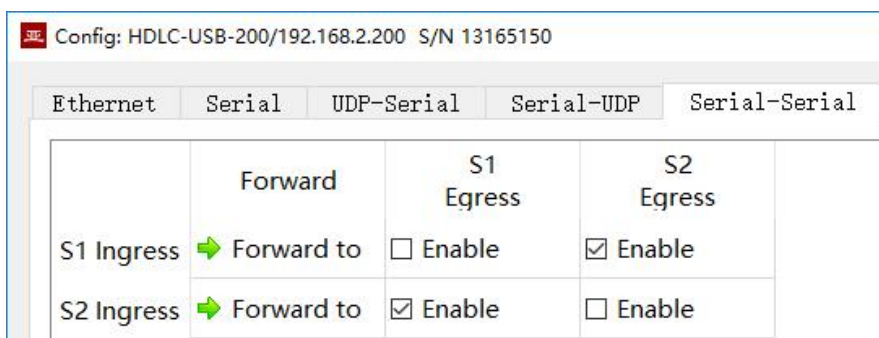 亚 Config: HDLC-USB-200/192.168.2.200 S/N 13165150
Ethernet Serial UDP-Serial Serial-UDP Serial-Serial
Forward S1 Egress S2 Egress
S1 Ingress Forward to Enable Enable
S2 Ingress Forward to Enable Enable